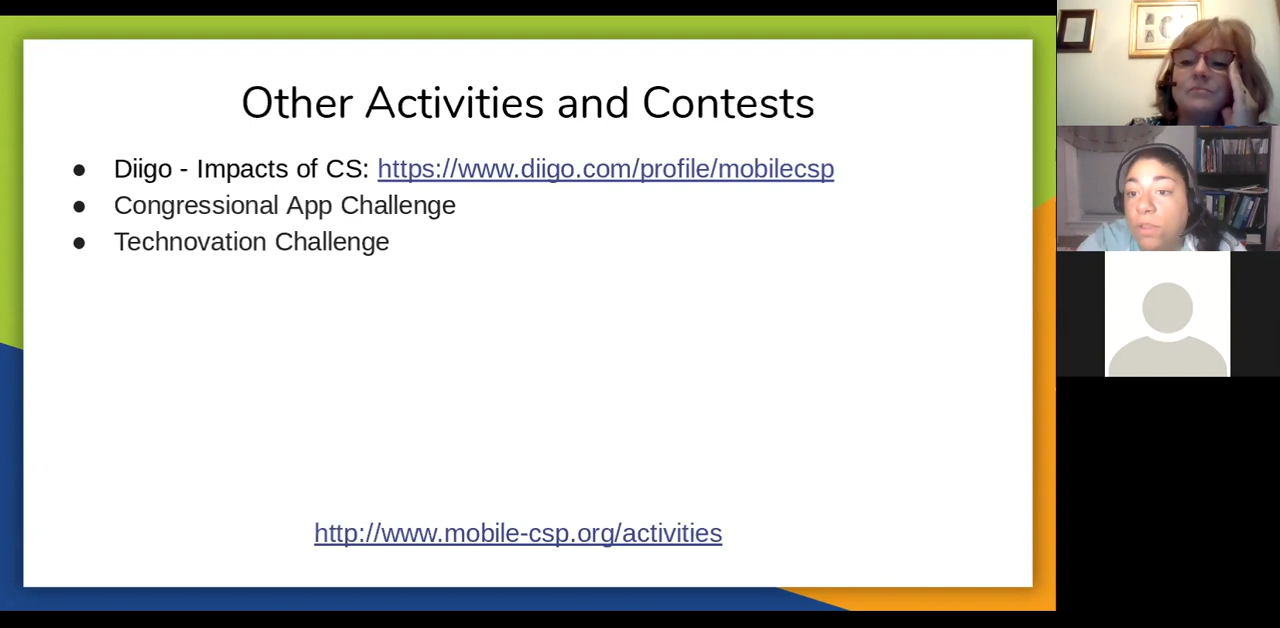 Other Activities and Contests
● Diigo - Impacts of CS: https://www.diigo.com/profile/mobilecsp
● Congressional App Challenge
● Technovation Challenge
http://www.mobile-csp.org/activities